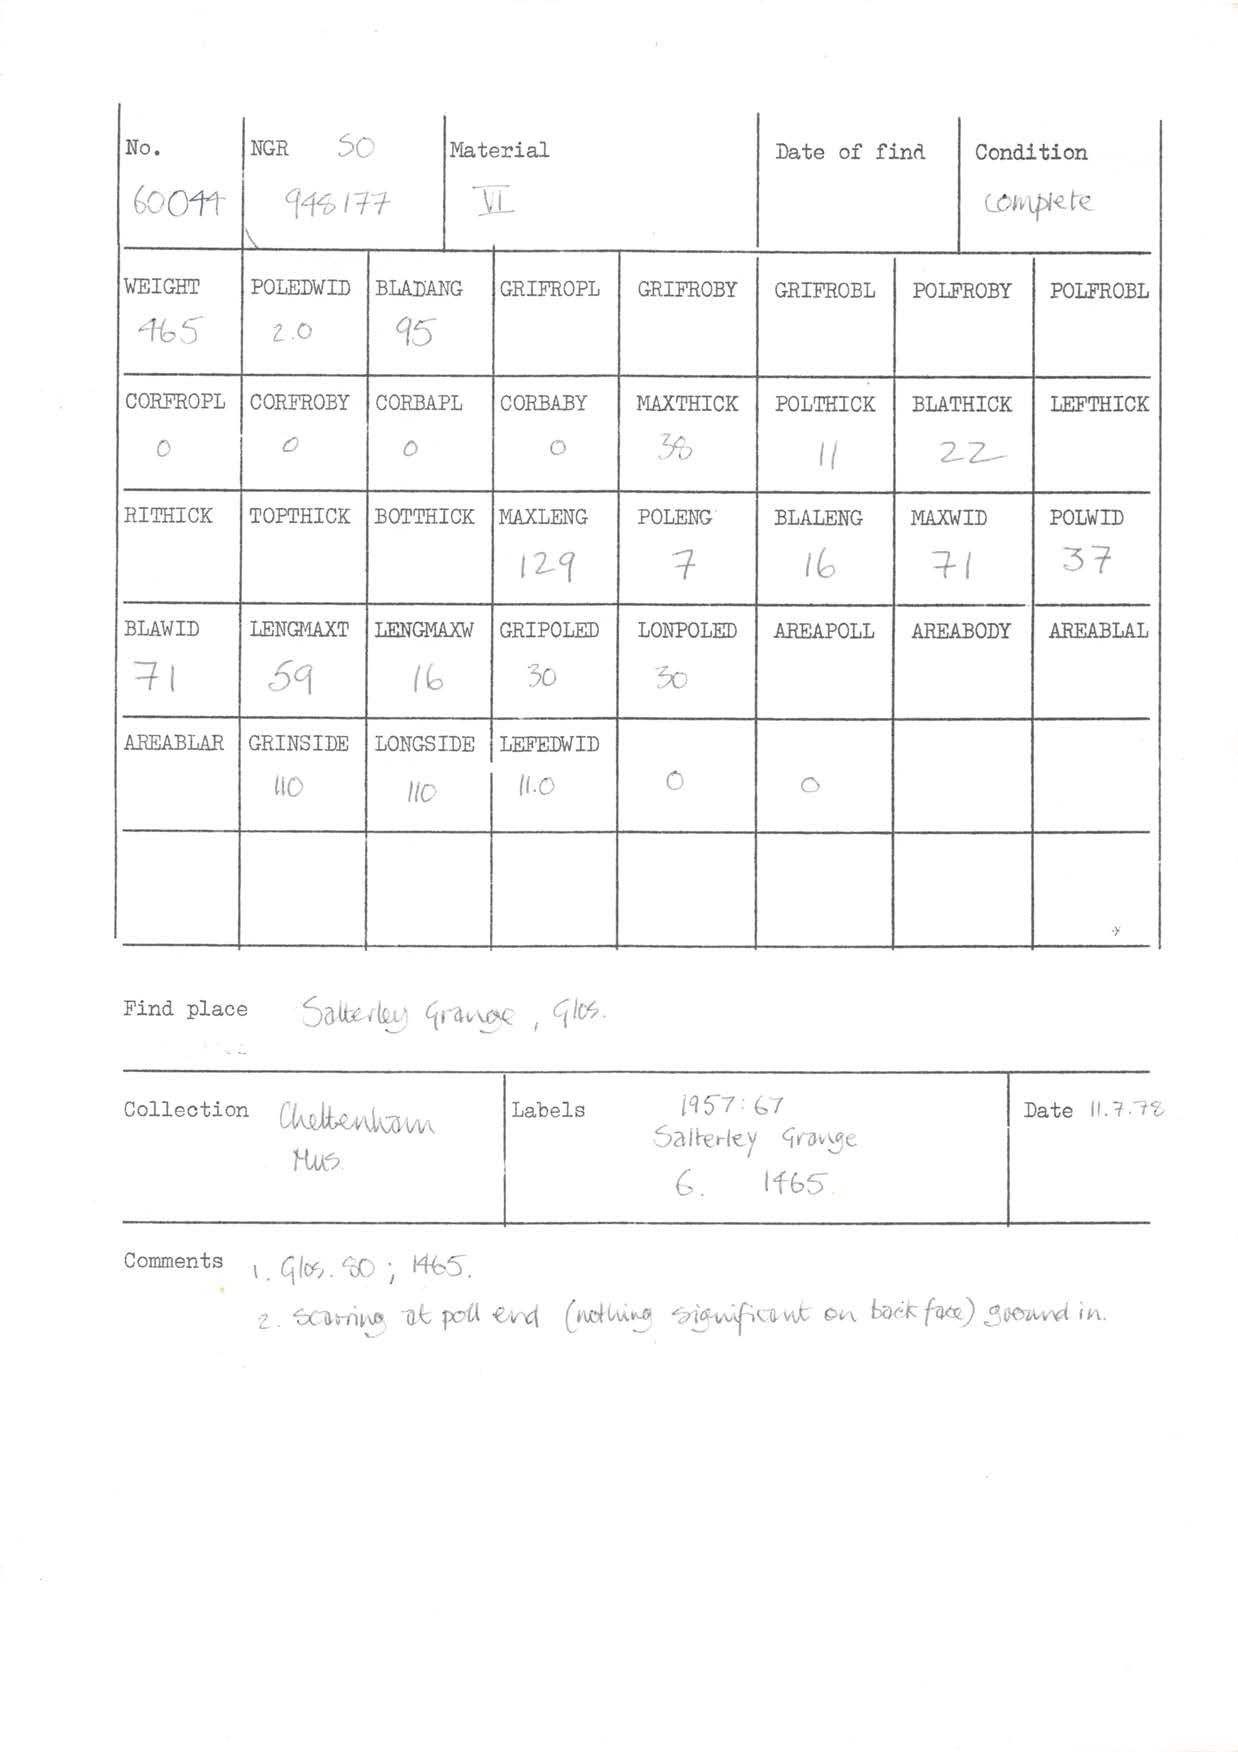 No. NGR SO Material Date of find Condition
60044 948177 VI complete
WEIGHT POLEDWID BLADANG GRIFROPL GRIFROBY GRIFROBL POLFROBY POLFROBL
465 2.0 95
CORFROPL CORFROBY CORBAPL CORBABY MAXTHICK POLTHICK BLATHICK LEFTHICK
0 0 0 0 38 11 22
RITHICK TOPTHICK BOTTHICK MAXLENG POLENG BLALENG MAXWID POLWID
129 7 16 71 37
BLAWID LENGMAXT LENGMAXW GRIPOLED LONPOLED AREAPOLL AREABODY AREABLAL
71 59 16 30 30
AREABLAR GRINSIDE LONGSIDE LEFEDWID
110 110 11.0 0 0
Find place Salterley Grange, Glos.
Collection Cheltenham Mus.
Labels 1957:67
Salterley Grange
6. 1465.
Date 11.7.78
Comments 1. Glos. 80; 1465.
2. scarring at poll end (nothing significant on back face) ground in.